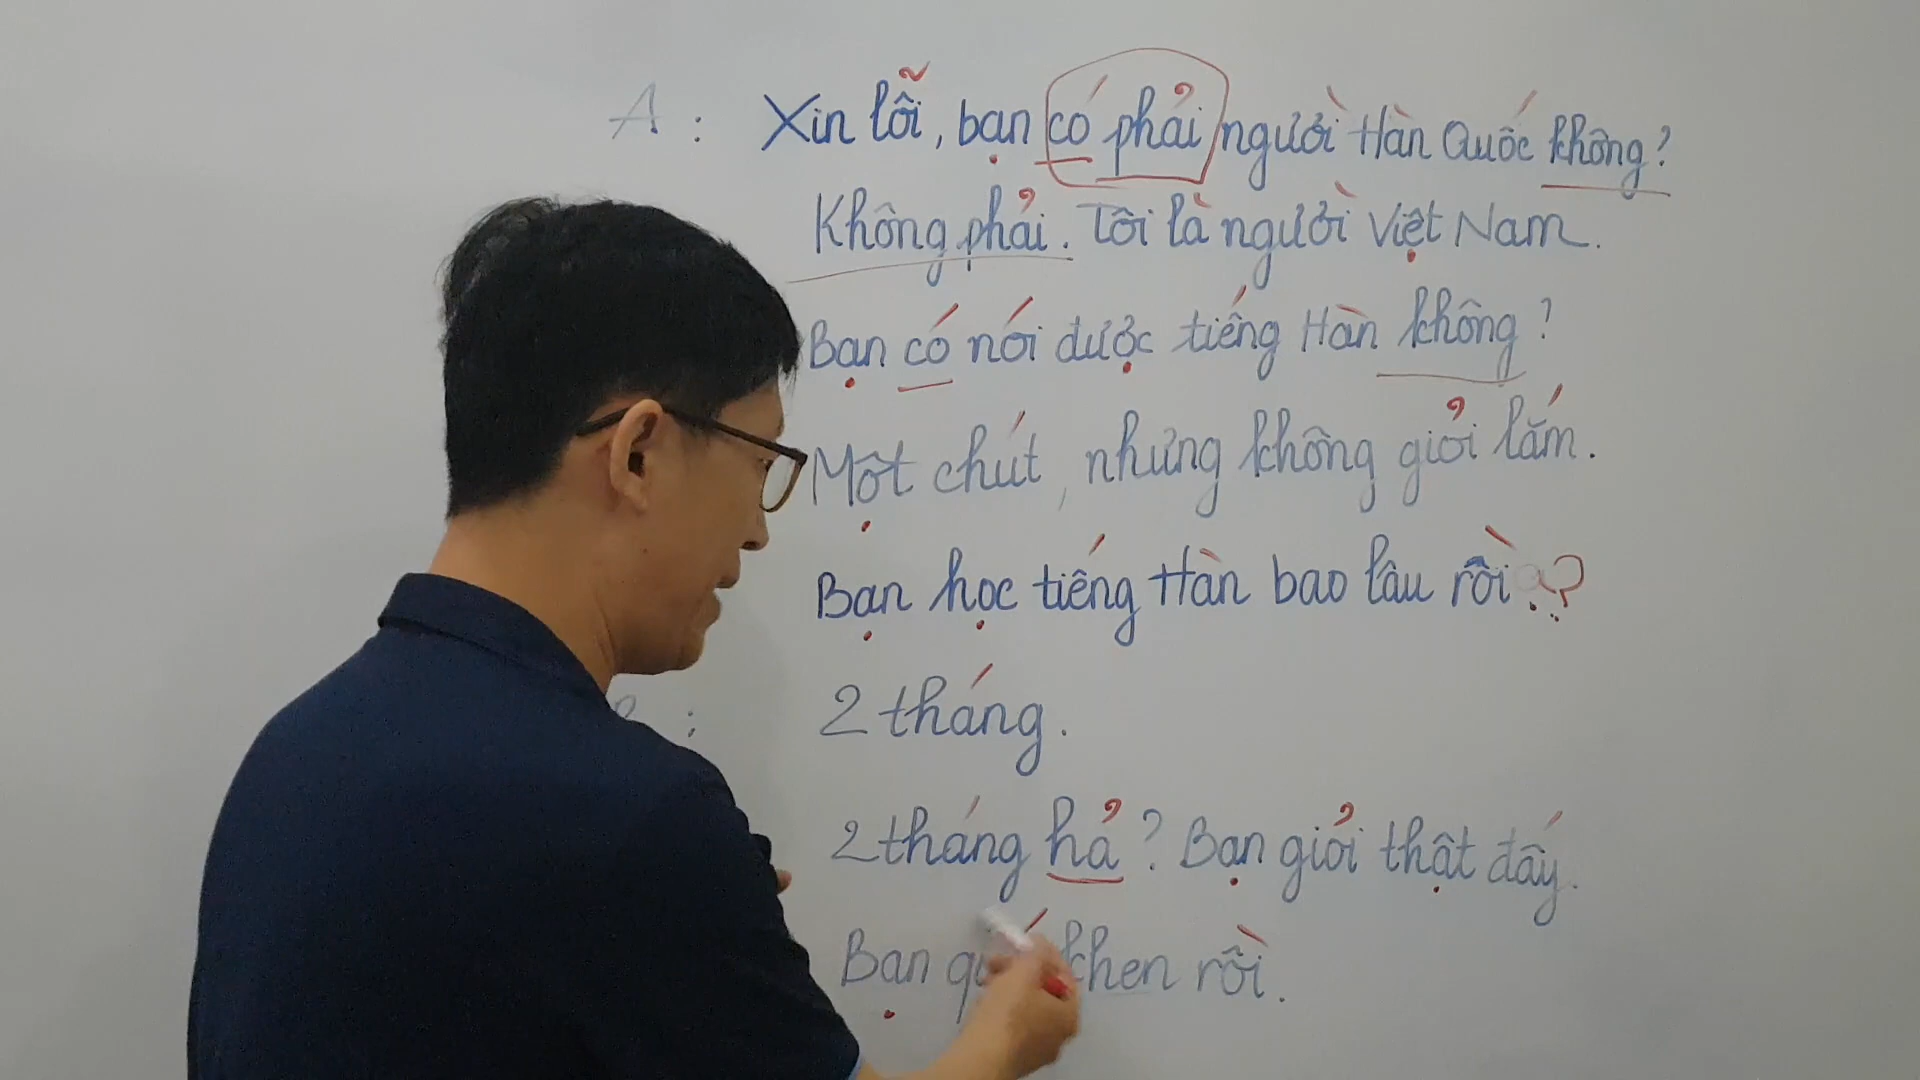 A : Xin lỗi, bạn có phải người Hàn Quốc không?
Không phải. Tôi là người Việt Nam.
Bạn có nói được tiếng Hàn không?
Một chút, nhưng không giỏi lắm.
Bạn học tiếng Hàn bao lâu rồi ?
: 2 tháng.
2 tháng hả? Bạn giỏi thật đấy.
Bạn khen rồi.